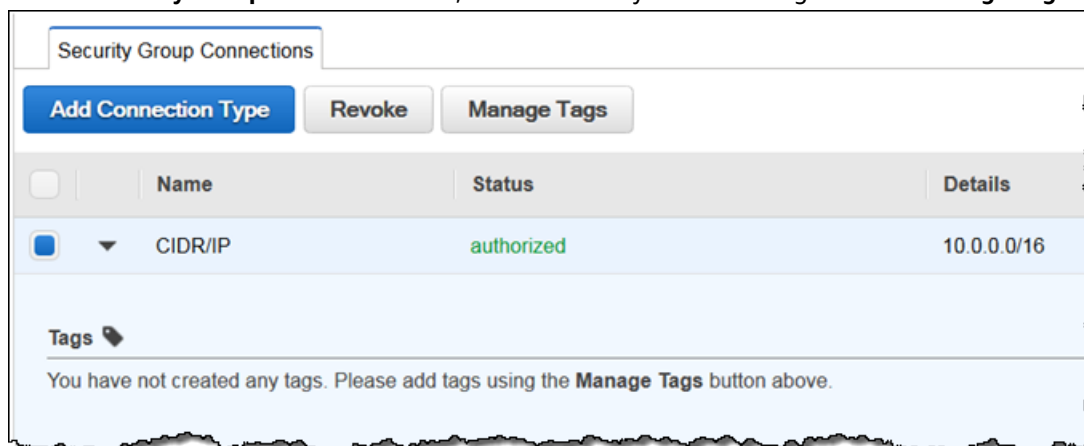 Security Group Connections
Add Connection Type Revoke Manage Tags
Name Status Details
CIDR/IP authorized 10.0.0.0/16
Tags
You have not created any tags. Please add tags using the Manage Tags button above.